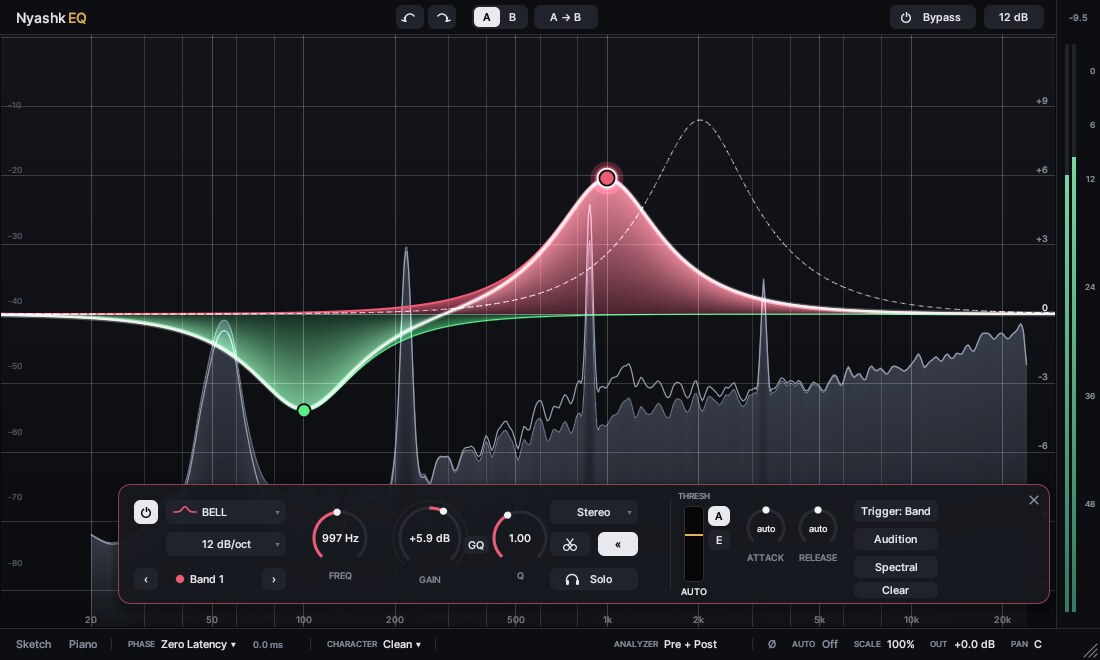 Nyashk EQ A B A → B Bypass 12 dB -9.5
0
-10 +9
6
-20 +6 12
-30 +3
24
-40 0
-50 -3
36
-60 -6
-70
48
-80
THRESH
BELL 997 Hz +5.9 dB GQ 1.00 Stereo A auto auto Trigger: Band
12 dB/oct « E Audition
FREQ GAIN Q ATTACK RELEASE Spectral
‹ Band 1 › Solo AUTO Clear
20 50 100 200 500 1k 2k 5k 10k 20k
Sketch Piano PHASE Zero Latency ▾ 0.0 ms CHARACTER Clean ▾ ANALYZER Pre + Post Ø AUTO Off SCALE 100% OUT +0.0 dB PAN C